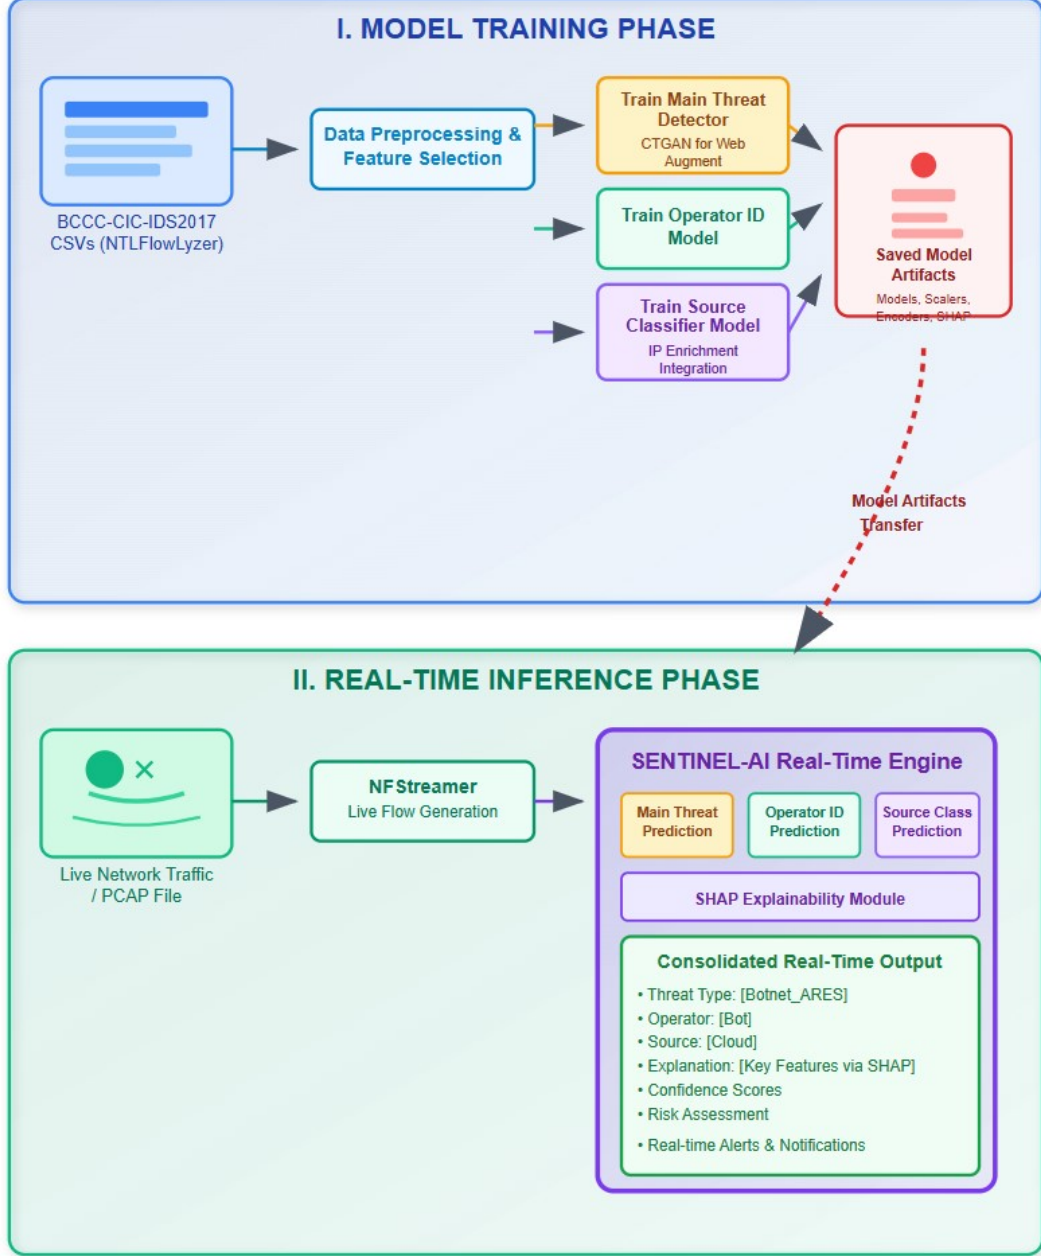 I. MODEL TRAINING PHASE
BCCC-CIC-IDS2017
CSVs (NTLFlowLyzer)
Data Preprocessing &
Feature Selection
Train Main Threat
Detector
CTGAN for Web
Augment
Train Operator ID
Model
Train Source
Classifier Model
IP Enrichment
Integration
Saved Model
Artifacts
Models, Scalers,
Encoders, SHAP
Model Artifacts
Transfer
II. REAL-TIME INFERENCE PHASE
Live Network Traffic
/ PCAP File
NFStreamer
Live Flow Generation
SENTINEL-AI Real-Time Engine
Main Threat
Prediction
Operator ID
Prediction
Source Class
Prediction
SHAP Explainability Module
Consolidated Real-Time Output
• Threat Type: [Botnet_ARES]
• Operator: [Bot]
• Source: [Cloud]
• Explanation: [Key Features via SHAP]
• Confidence Scores
• Risk Assessment
• Real-time Alerts & Notifications